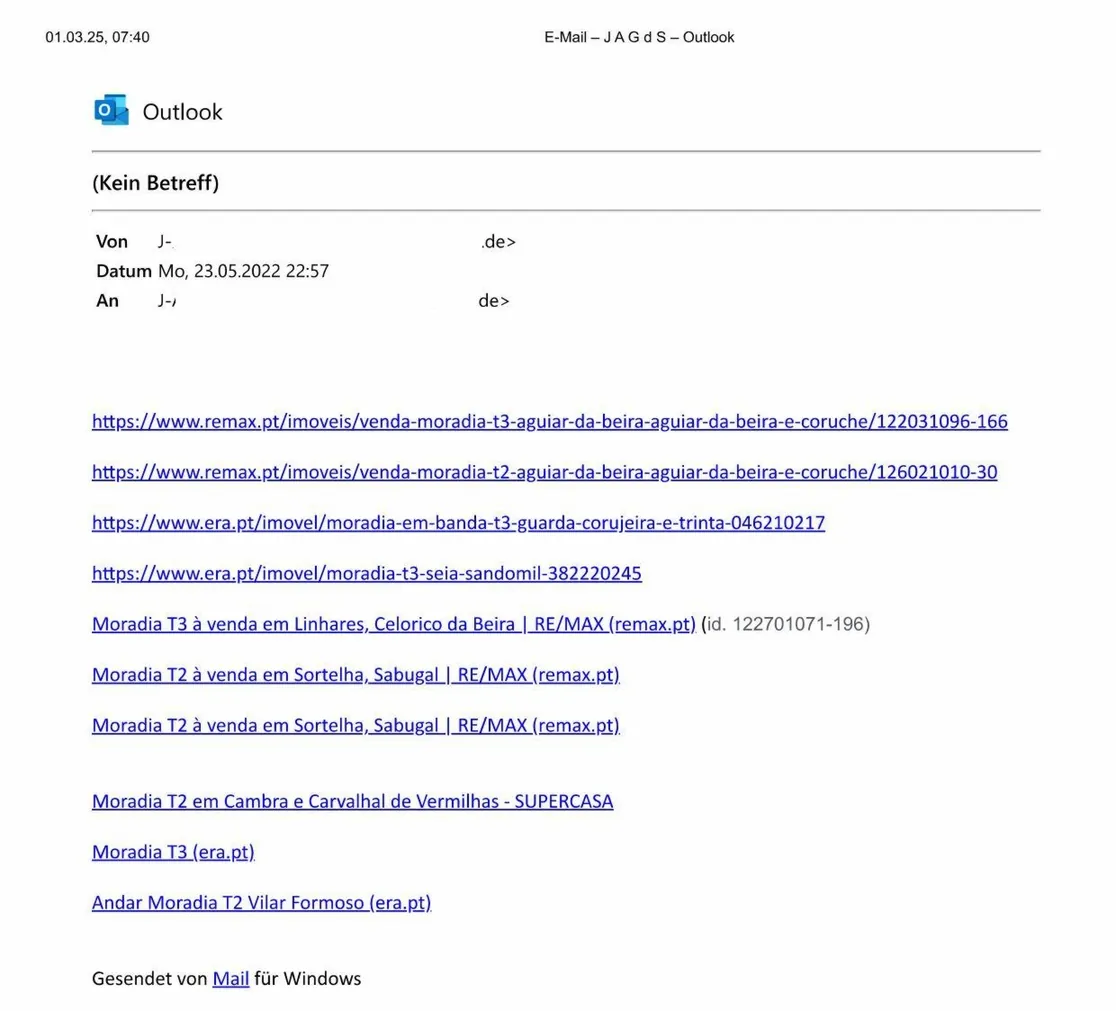 01.03.25, 07:40 E-Mail – J A G d S – Outlook
Outlook
(Kein Betreff)
Von J- .de>
Datum Mo, 23.05.2022 22:57
An J- de>
https://www.remax.pt/imoveis/venda-moradia-t3-aguiar-da-beira-aguiar-da-beira-e-coruche/122031096-166
https://www.remax.pt/imoveis/venda-moradia-t2-aguiar-da-beira-aguiar-da-beira-e-coruche/126021010-30
https://www.era.pt/imovel/moradia-em-banda-t3-guarda-corujeira-e-trinta-046210217
https://www.era.pt/imovel/moradia-t3-seia-sandomil-382220245
Moradia T3 à venda em Linhares, Celorico da Beira | RE/MAX (remax.pt) (id. 122701071-196)
Moradia T2 à venda em Sortelha, Sabugal | RE/MAX (remax.pt)
Moradia T2 à venda em Sortelha, Sabugal | RE/MAX (remax.pt)
Moradia T2 em Cambra e Carvalhal de Vermilhas - SUPERCASA
Moradia T3 (era.pt)
Andar Moradia T2 Vilar Formoso (era.pt)
Gesendet von Mail für Windows